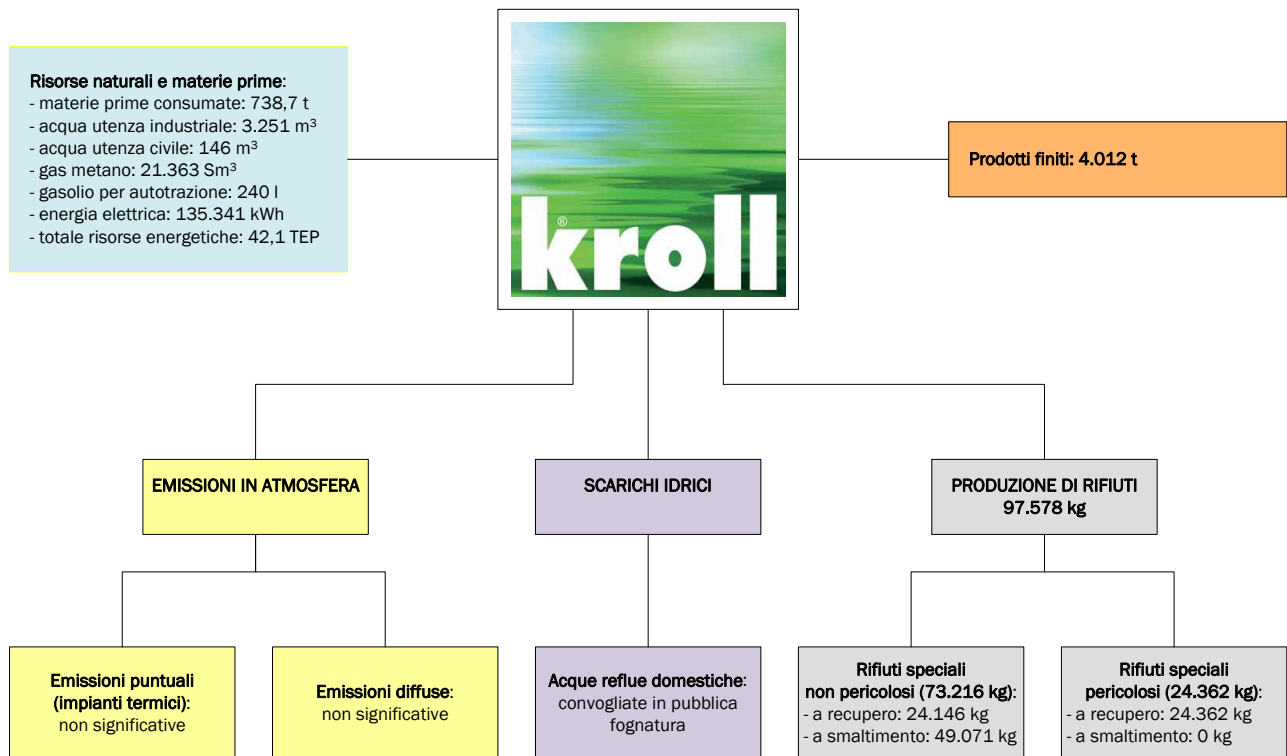 Risorse naturali e materie prime:
- materie prime consumate: 738,7 t
- acqua utenza industriale: 3.251 m³
- acqua utenza civile: 146 m³
- gas metano: 21.363 Sm³
- gasolio per autotrazione: 240 l
- energia elettrica: 135.341 kWh
- totale risorse energetiche: 42,1 TEP
kroll®
Prodotti finiti: 4.012 t
EMISSIONI IN ATMOSFERA
SCARICHI IDRICI
PRODUZIONE DI RIFIUTI
97.578 kg
Emissioni puntuali
(impianti termici):
non significative
Emissioni diffuse:
non significative
Acque reflue domestiche:
convogliate in pubblica
fognatura
Rifiuti speciali
non pericolosi (73.216 kg):
- a recupero: 24.146 kg
- a smaltimento: 49.071 kg
Rifiuti speciali
pericolosi (24.362 kg):
- a recupero: 24.362 kg
- a smaltimento: 0 kg